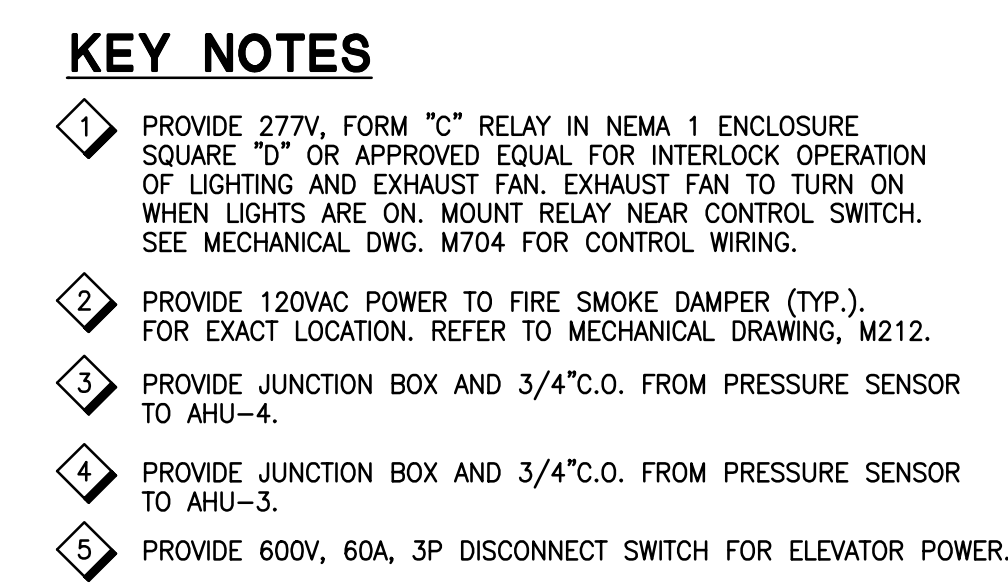 KEY NOTES
1 PROVIDE 277V, FORM "C" RELAY IN NEMA 1 ENCLOSURE
SQUARE "D" OR APPROVED EQUAL FOR INTERLOCK OPERATION
OF LIGHTING AND EXHAUST FAN. EXHAUST FAN TO TURN ON
WHEN LIGHTS ARE ON. MOUNT RELAY NEAR CONTROL SWITCH.
SEE MECHANICAL DWG. M704 FOR CONTROL WIRING.
2 PROVIDE 120VAC POWER TO FIRE SMOKE DAMPER (TYP.).
FOR EXACT LOCATION. REFER TO MECHANICAL DRAWING, M212.
3 PROVIDE JUNCTION BOX AND 3/4"C.O. FROM PRESSURE SENSOR
TO AHU-4.
4 PROVIDE JUNCTION BOX AND 3/4"C.O. FROM PRESSURE SENSOR
TO AHU-3.
5 PROVIDE 600V, 60A, 3P DISCONNECT SWITCH FOR ELEVATOR POWER.